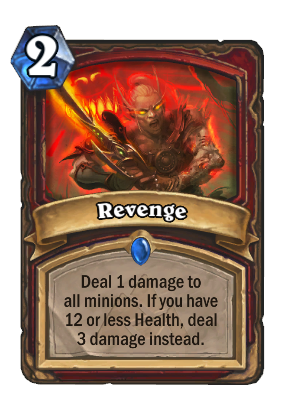 2
Revenge
Deal 1 damage to
all minions. If you have
12 or less Health, deal
3 damage instead.